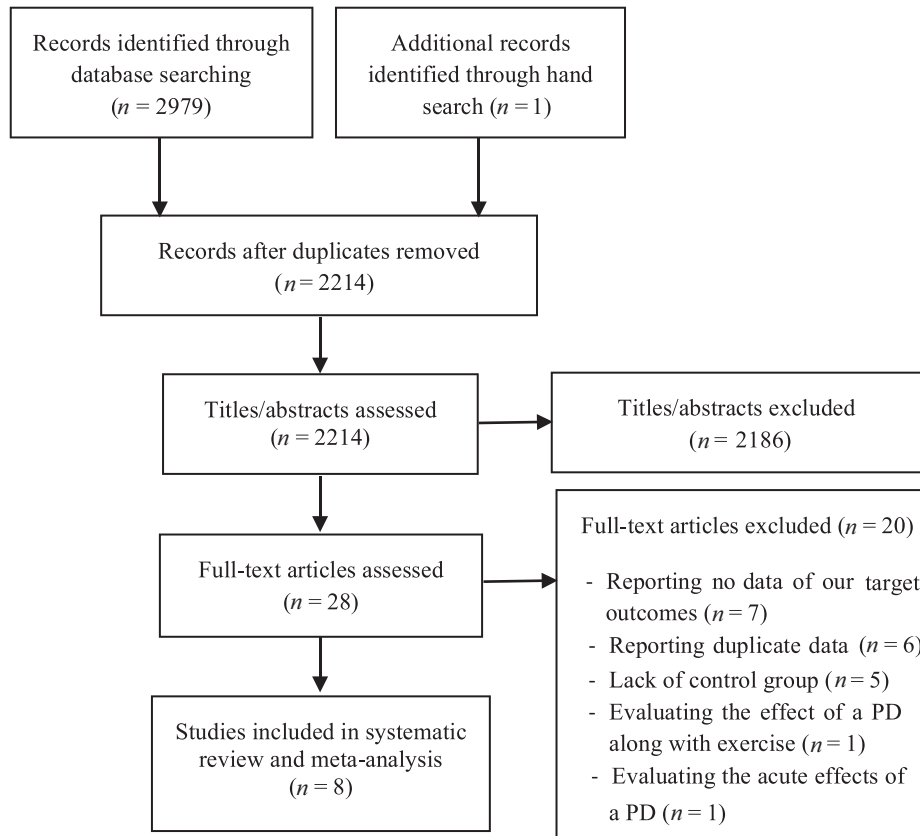 Records identified through
database searching
(n = 2979)
Additional records
identified through hand
search (n = 1)
Records after duplicates removed
(n = 2214)
Titles/abstracts assessed
(n = 2214)
Titles/abstracts excluded
(n = 2186)
Full-text articles assessed
(n = 28)
Full-text articles excluded (n = 20)
- Reporting no data of our target
outcomes (n = 7)
- Reporting duplicate data (n = 6)
- Lack of control group (n = 5)
- Evaluating the effect of a PD
along with exercise (n = 1)
- Evaluating the acute effects of
a PD (n = 1)
Studies included in systematic
review and meta-analysis
(n = 8)